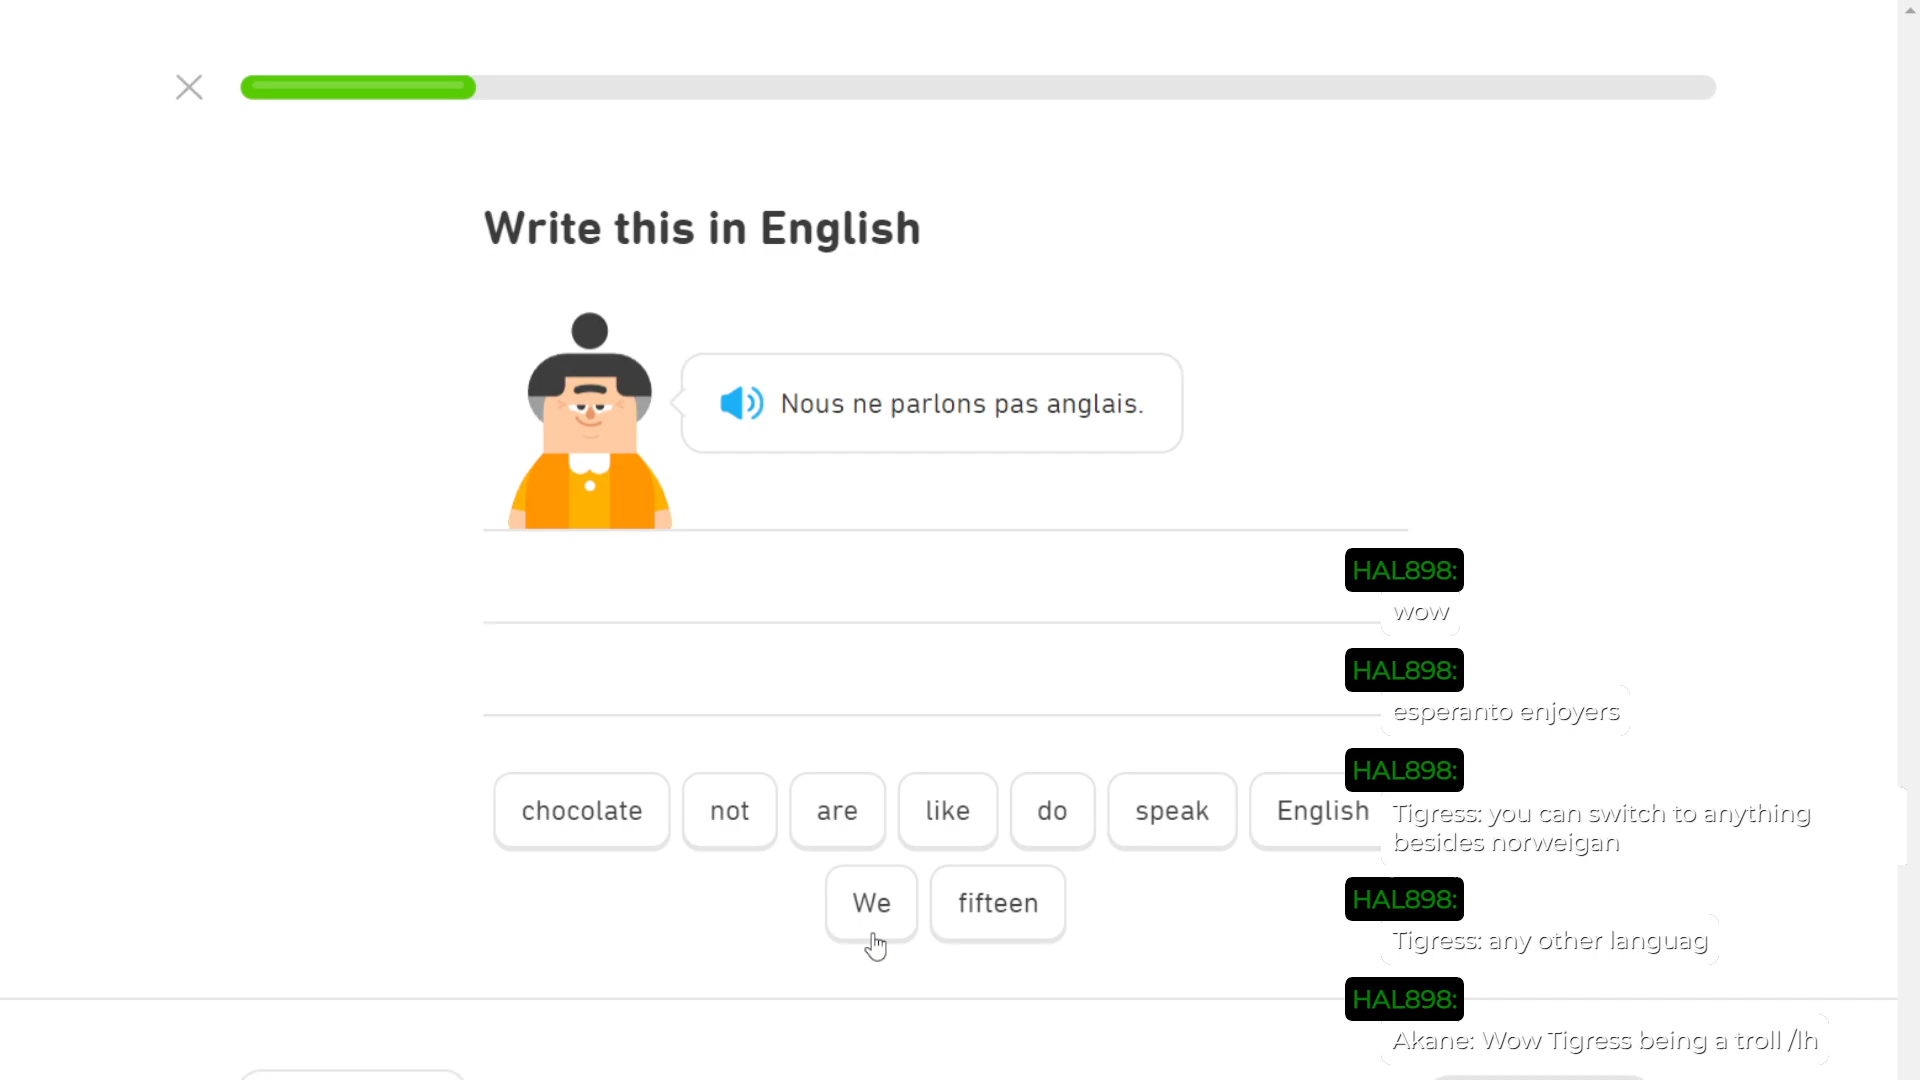 Write this in English
Nous ne parlons pas anglais.
chocolate
not
are
like
do
speak
English
We
fifteen
HAL898:
wow
HAL898:
esperanto enjoyers
HAL898:
Tigress: you can switch to anything
besides norweigan
HAL898:
Tigress: any other languag
HAL898:
Akane: Wow Tigress being a troll /lh